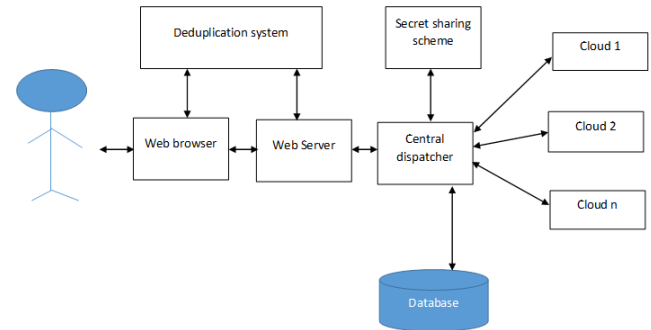 Deduplication system
Secret sharing
scheme
Cloud 1
Cloud 2
Web browser
Web Server
Central
dispatcher
Cloud n
Database